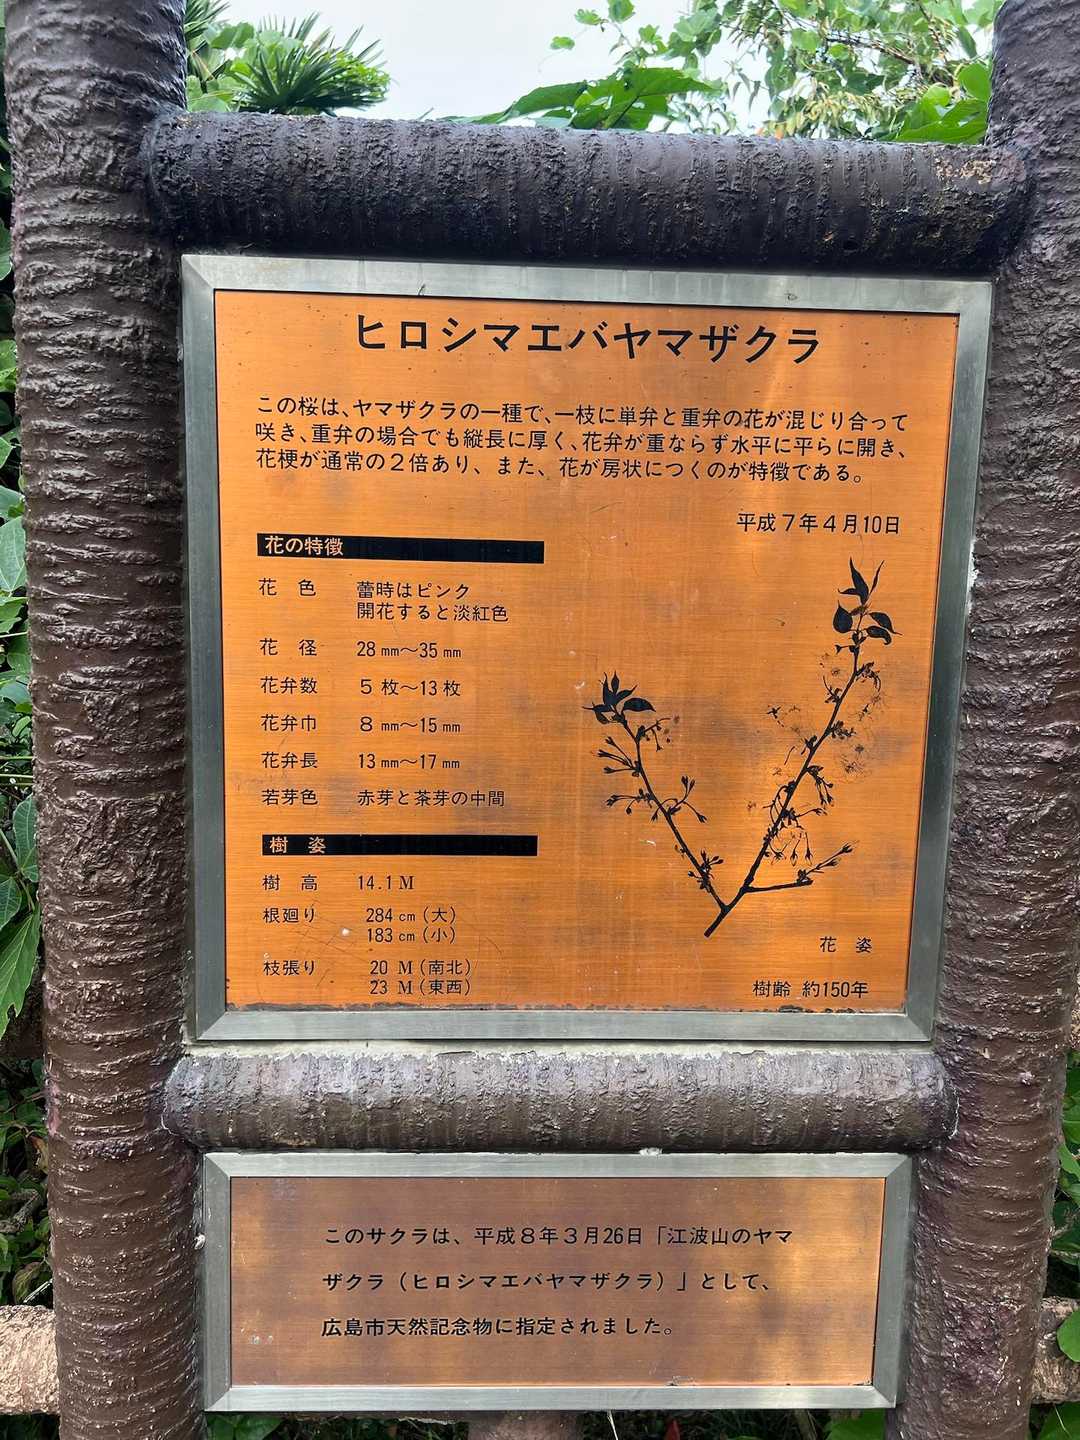 ヒロシマエバヤマザクラ
この桜は、ヤマザクラの一種で、一枝に単弁と重弁の花が混じり合って
咲き、重弁の場合でも縦長に厚く、花弁が重ならず水平に平らに開き、
花梗が通常の2倍あり、また、花が房状につくのが特徴である。
平成7年4月10日
花の特徴
花 色 蕾時はピンク
開花すると淡紅色
花 径 28㎜〜35㎜
花弁数 5枚〜13枚
花弁巾 8㎜〜15㎜
花弁長 13㎜〜17㎜
若芽色 赤芽と茶芽の中間
樹 姿
樹 高 14.1M
根廻り 284㎝(大)
183㎝(小)
枝張り 20 M(南北)
23 M(東西)
花 姿
樹齢 約150年
このサクラは、平成8年3月26日「江波山のヤマ
ザクラ(ヒロシマエバヤマザクラ)」として、
広島市天然記念物に指定されました。